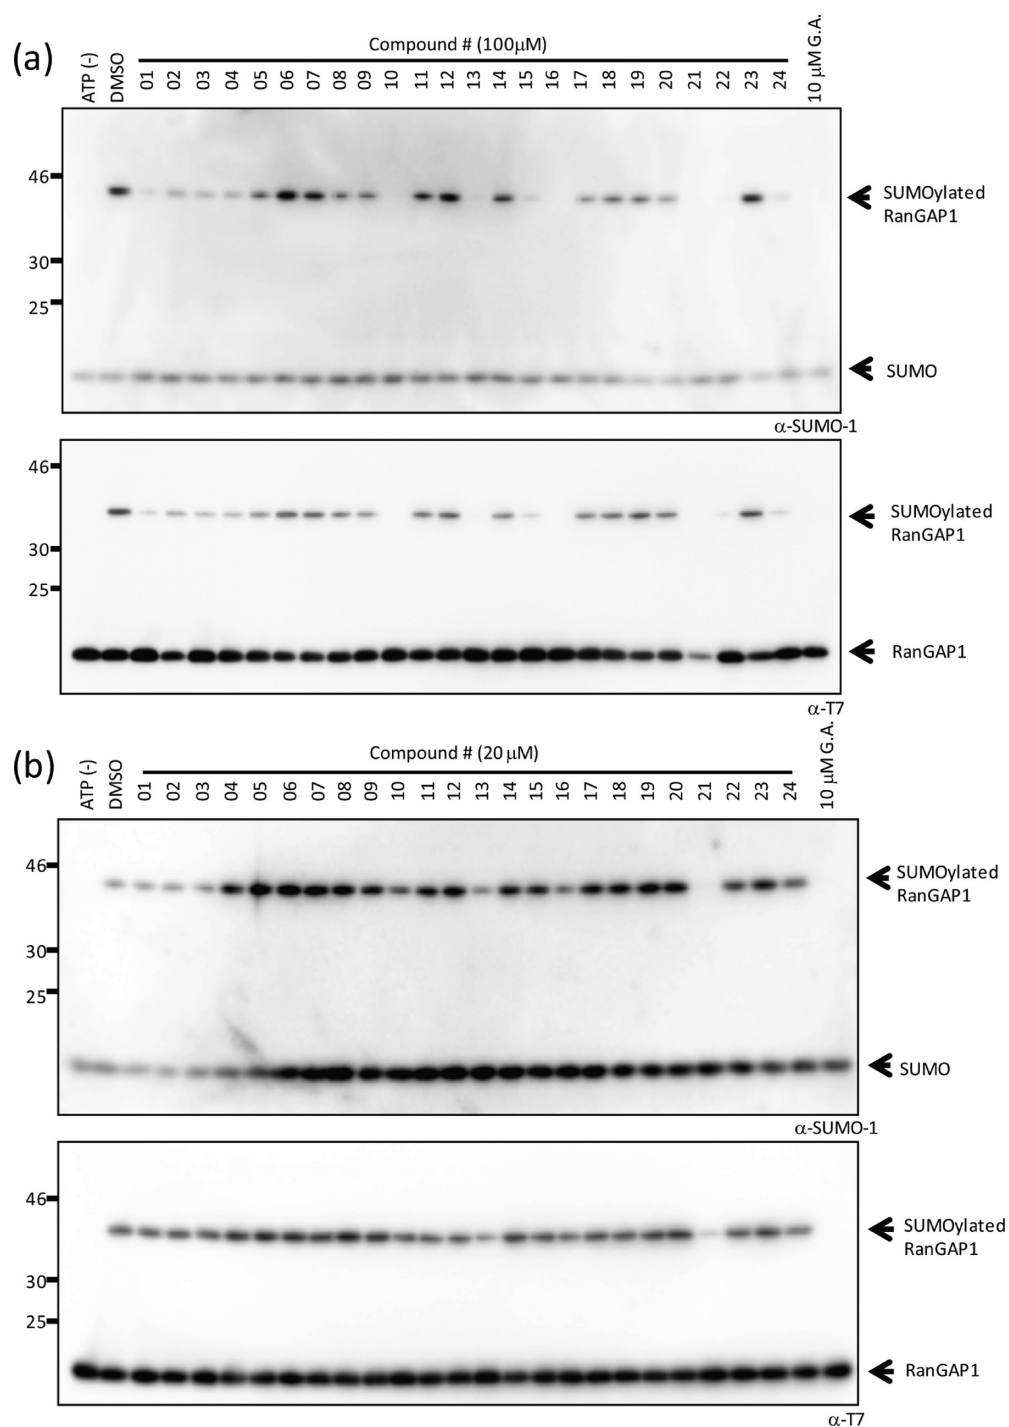 (a)
Compound # (100μM)
ATP (-) DMSO 01 02 03 04 05 06 07 08 09 10 11 12 13 14 15 16 17 18 19 20 21 22 23 24 10 μM G.A.
46
SUMOylated
RanGAP1
30
25
SUMO
α-SUMO-1
46
SUMOylated
RanGAP1
30
25
RanGAP1
α-T7
(b)
Compound # (20 μM)
ATP (-) DMSO 01 02 03 04 05 06 07 08 09 10 11 12 13 14 15 16 17 18 19 20 21 22 23 24 10 μM G.A.
46
SUMOylated
RanGAP1
30
25
SUMO
α-SUMO-1
46
SUMOylated
RanGAP1
30
25
RanGAP1
α-T7